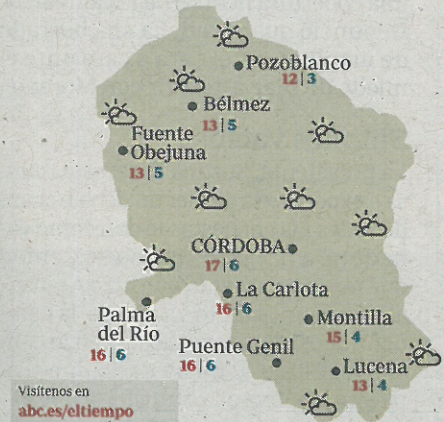 Pozoblanco
12|3
Bélmez
13|5
Fuente
Obejuna
13|5
CÓRDOBA
17|6
La Carlota
16|6
Palma
del Río
16|6
Montilla
15|4
Puente Genil
16|6
Lucena
13|4
Visítenos en
abc.es/eltiempo